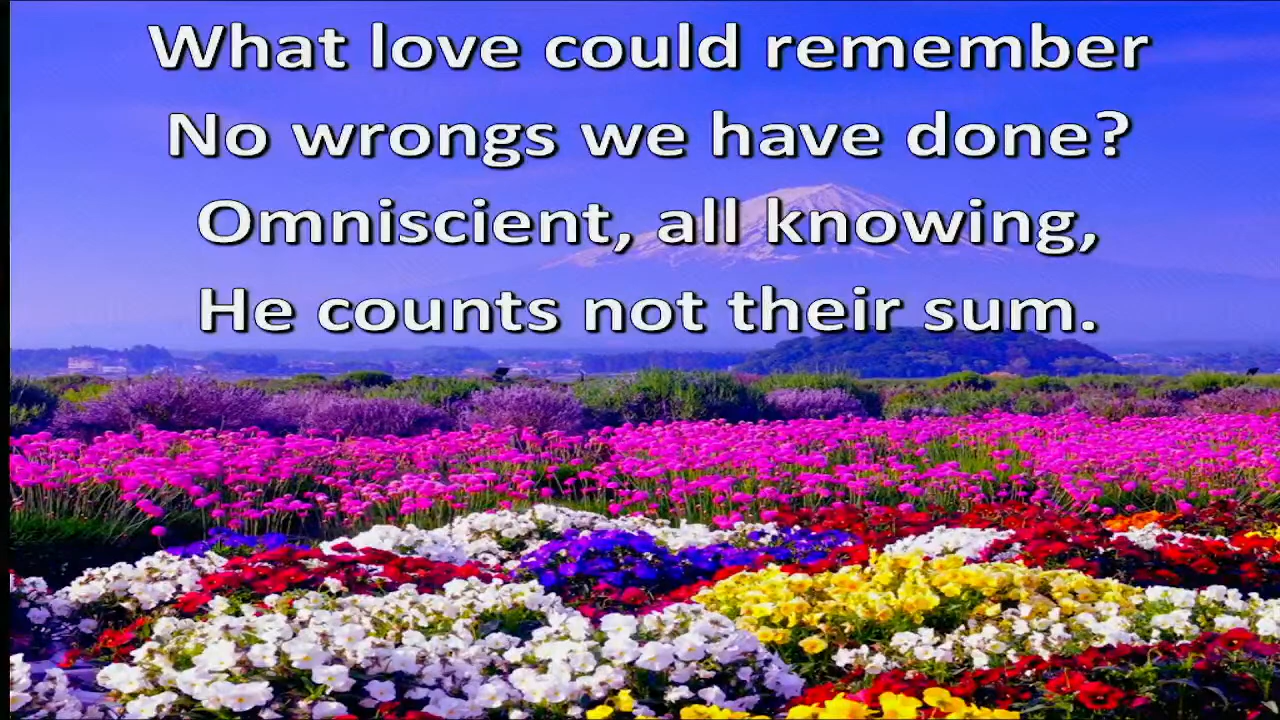 What love could remember
No wrongs we have done?
Omniscient, all knowing,
He counts not their sum.